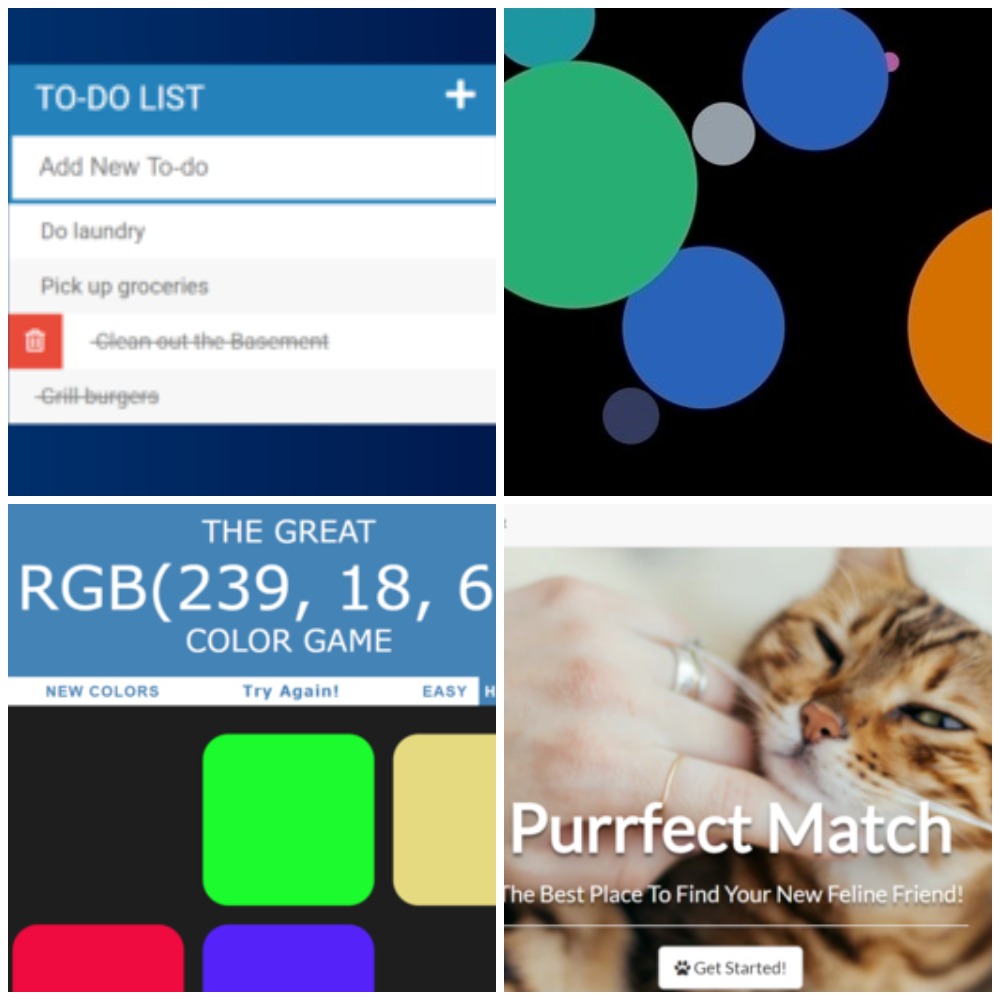 TO-DO LIST
Add New To-do
Do laundry
Pick up groceries
Clean out the Basement
Grill burgers
THE GREAT
RGB(239, 18, 6
COLOR GAME
NEW COLORS Try Again! EASY H
Purrfect Match
The Best Place To Find Your New Feline Friend!
Get Started!